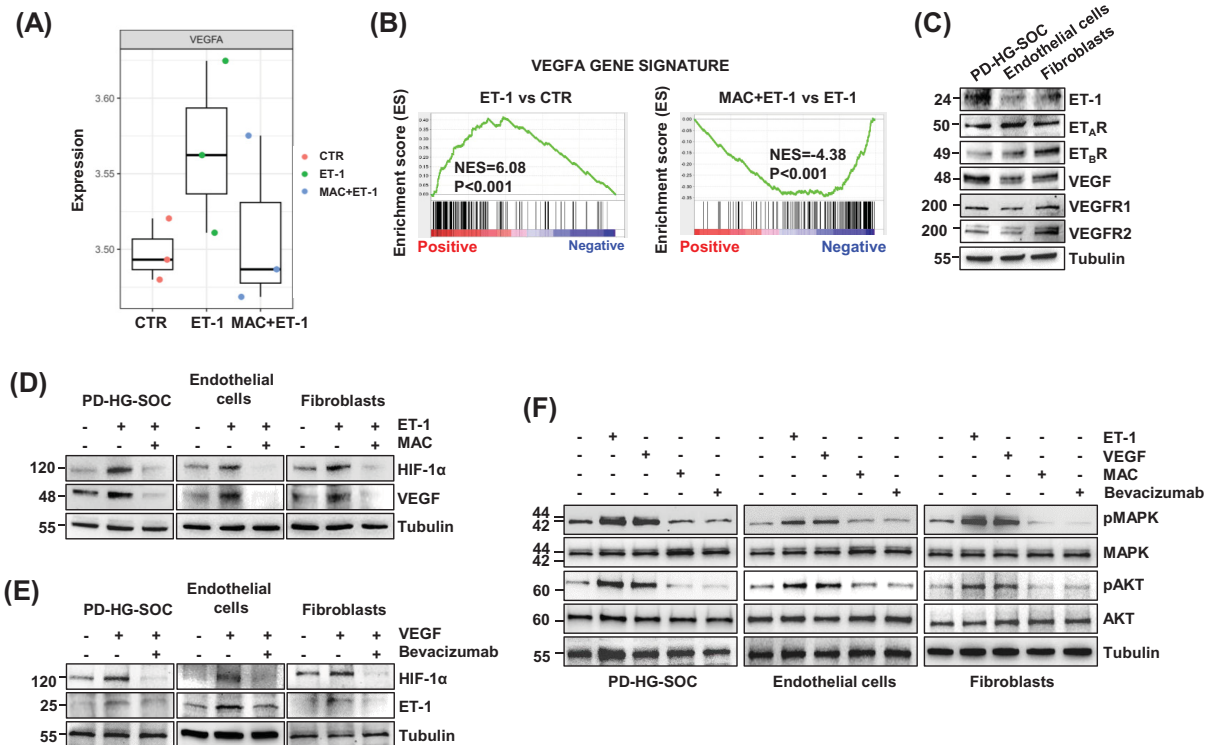 (A)
VEGFA
Expression
3.60
3.55
3.50
CTR
ET-1
MAC+ET-1
CTR ET-1 MAC+ET-1
(B)
VEGFA GENE SIGNATURE
ET-1 vs CTR
Enrichment score (ES)
NES=6.08
P<0.001
Positive Negative
MAC+ET-1 vs ET-1
Enrichment score (ES)
NES=-4.38
P<0.001
Positive Negative
(C)
PD-HG-SOC Endothelial cells Fibroblasts
24 ET-1
50 ETAR
49 ETBR
48 VEGF
200 VEGFR1
200 VEGFR2
55 Tubulin
(D)
PD-HG-SOC Endothelial cells Fibroblasts
- + + - + + - + + ET-1
- - + - - + - - + MAC
120 HIF-1α
48 VEGF
55 Tubulin
(E)
PD-HG-SOC Endothelial cells Fibroblasts
- + + - + + - + + VEGF
- - + - - + - - + Bevacizumab
120 HIF-1α
25 ET-1
55 Tubulin
(F)
- + - - - - + - - - - + - - - ET-1
- - + - - - - + - - - - + - - VEGF
- - - + - - - - + - - - - + - MAC
- - - - + - - - - + - - - - + Bevacizumab
44
42 pMAPK
44
42 MAPK
60 pAKT
60 AKT
55 Tubulin
PD-HG-SOC Endothelial cells Fibroblasts